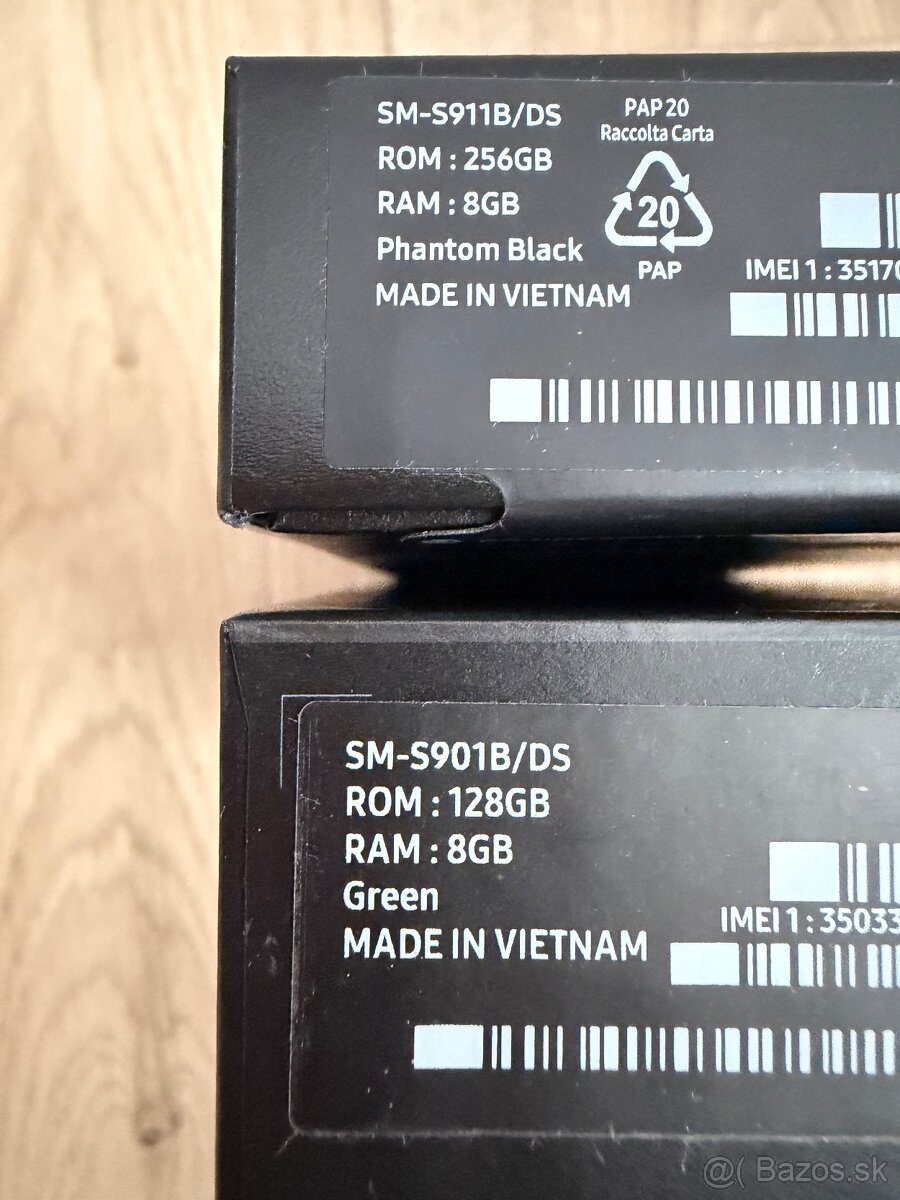 SM-S911B/DS
ROM : 256GB
RAM : 8GB
Phantom Black
MADE IN VIETNAM
PAP 20
Raccolta Carta
20
PAP
IMEI 1 : 35170
SM-S901B/DS
ROM : 128GB
RAM : 8GB
Green
MADE IN VIETNAM
IMEI 1 : 35033
@( Bazos.sk